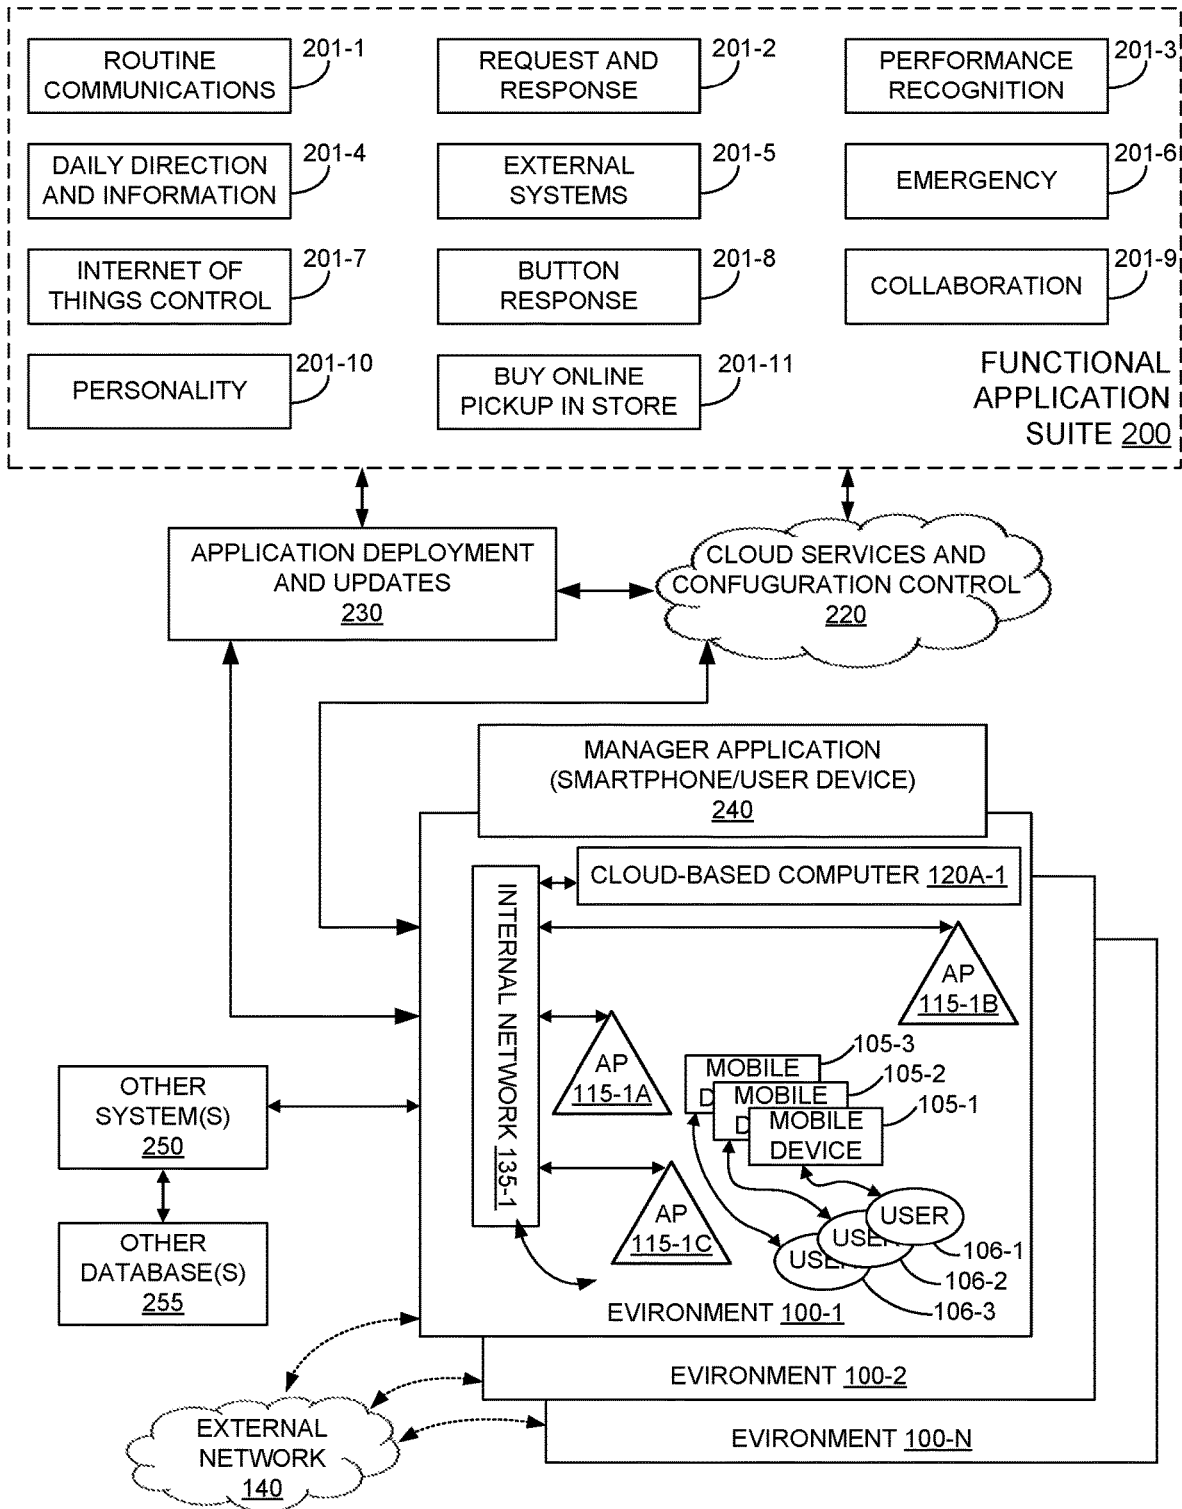 ROUTINE
COMMUNICATIONS
201-1
REQUEST AND
RESPONSE
201-2
PERFORMANCE
RECOGNITION
201-3
DAILY DIRECTION
AND INFORMATION
201-4
EXTERNAL
SYSTEMS
201-5
EMERGENCY
201-6
INTERNET OF
THINGS CONTROL
201-7
BUTTON
RESPONSE
201-8
COLLABORATION
201-9
PERSONALITY
201-10
BUY ONLINE
PICKUP IN STORE
201-11
FUNCTIONAL
APPLICATION
SUITE 200
APPLICATION DEPLOYMENT
AND UPDATES
230
CLOUD SERVICES AND
CONFUGURATION CONTROL
220
MANAGER APPLICATION
(SMARTPHONE/USER DEVICE)
240
CLOUD-BASED COMPUTER 120A-1
INTERNAL NETWORK 135-1
AP
115-1B
AP
115-1A
AP
115-1C
MOBILE
D
105-3
MOBILE
D
105-2
MOBILE
DEVICE
105-1
USER
106-1
USER
106-2
USER
106-3
EVIRONMENT 100-1
EVIRONMENT 100-2
EVIRONMENT 100-N
OTHER
SYSTEM(S)
250
OTHER
DATABASE(S)
255
EXTERNAL
NETWORK
140